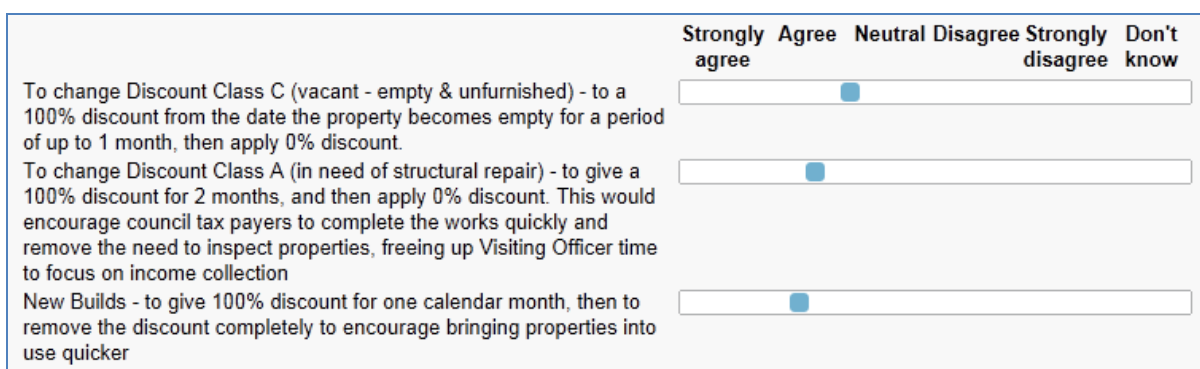 Strongly agree Agree Neutral Disagree Strongly disagree Don't know
To change Discount Class C (vacant - empty & unfurnished) - to a
100% discount from the date the property becomes empty for a period
of up to 1 month, then apply 0% discount.
To change Discount Class A (in need of structural repair) - to give a
100% discount for 2 months, and then apply 0% discount. This would
encourage council tax payers to complete the works quickly and
remove the need to inspect properties, freeing up Visiting Officer time
to focus on income collection
New Builds - to give 100% discount for one calendar month, then to
remove the discount completely to encourage bringing properties into
use quicker